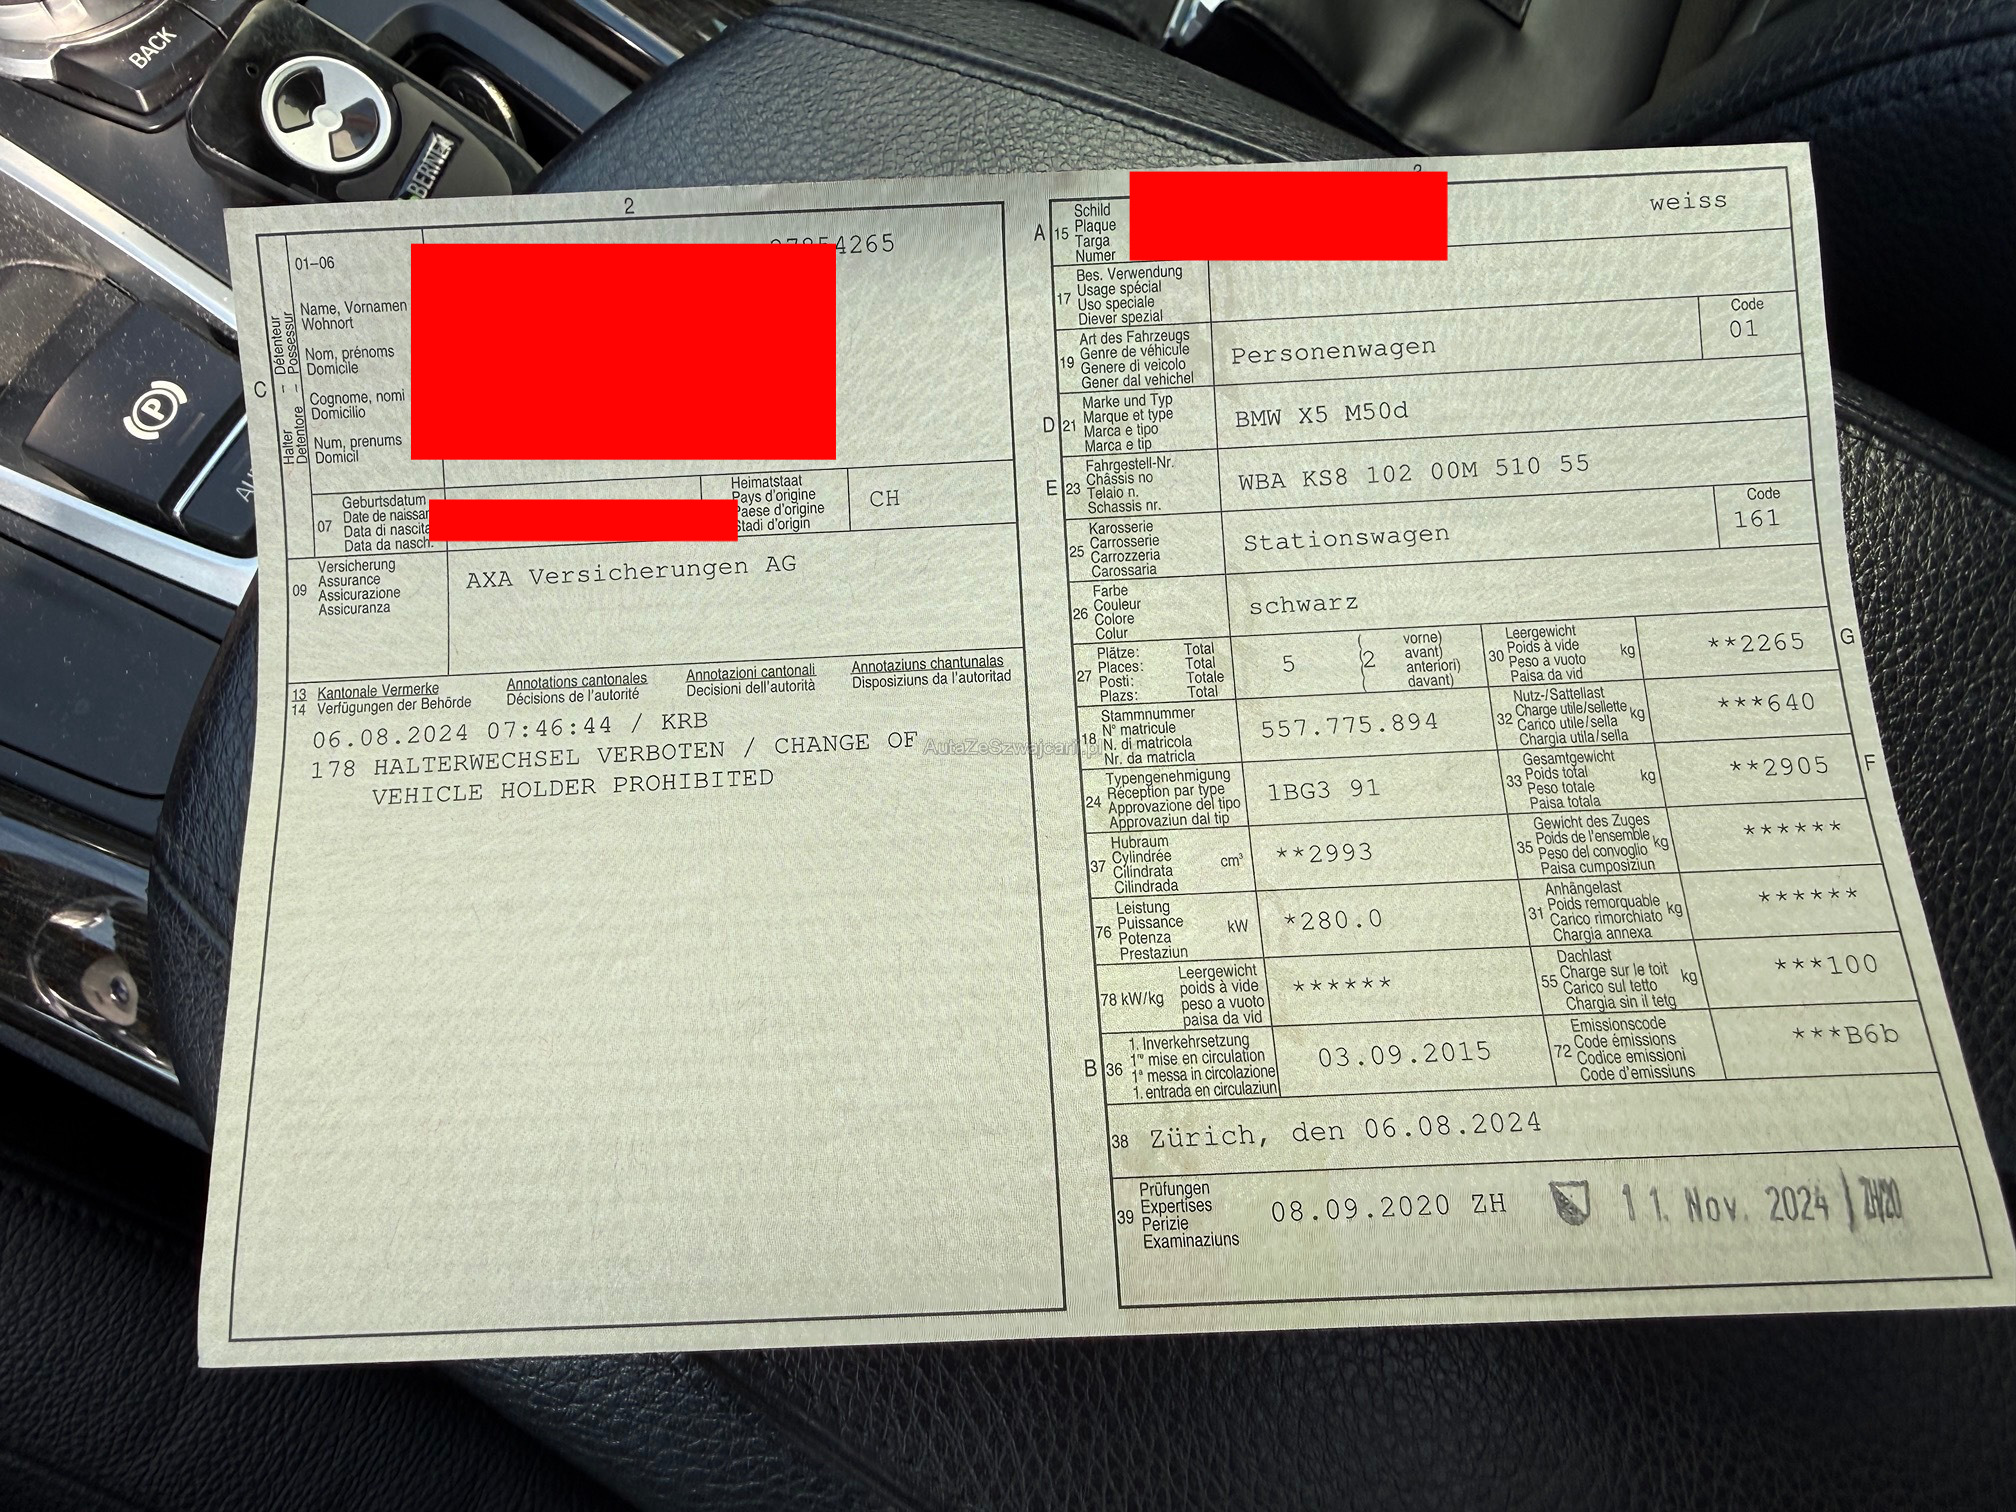 BACK
BERNER
P
2
01–06
4265
C
Halter – Détenteur
Detentore – Possessur
Name, Vornamen
Wohnort
Nom, prénoms
Domicile
Cognome, nomi
Domicilio
Num, prenums
Domicil
07
Geburtsdatum
Date de
Data di nascita
Data da nasch.
Heimatstaat
Pays d'origine
Paese d'origine
Stadi d'origin
CH
09
Versicherung
Assurance
Assicurazione
Assicuranza
AXA Versicherungen AG
13
14
Kantonale Vermerke
Verfügungen der Behörde
Annotations cantonales
Décisions de l'autorité
Annotazioni cantonali
Decisioni dell'autorità
Annotaziuns chantunalas
Disposiziuns da l'autoritad
06.08.2024 07:46:44 / KRB
178 HALTERWECHSEL VERBOTEN / CHANGE OF
VEHICLE HOLDER PROHIBITED
AutaZeSzwajcarii.pl
A 15
Schild
Plaque
Targa
Numer
weiss
17
Bes. Verwendung
Usage spécial
Uso speciale
Diever spezial
19
Art des Fahrzeugs
Genre de véhicule
Genere di veicolo
Gener dal vehichel
Personenwagen
Code
01
D 21
Marke und Typ
Marque et type
Marca e tipo
Marca e tip
BMW X5 M50d
E 23
Fahrgestell-Nr.
Châssis no
Telaio n.
Schassis nr.
WBA KS8 102 00M 510 55
25
Karosserie
Carrosserie
Carrozzeria
Carossaria
Stationswagen
Code
161
26
Farbe
Couleur
Colore
Colur
schwarz
27
Plätze: Total
Places: Total
Posti: Totale
Plazs: Total
5
(2
vorne)
avant)
anteriori)
davant)
30
Leergewicht
Poids à vide
Peso a vuoto
Paisa da vid
kg
**2265
G
18
Stammnummer
N° matricule
N. di matricola
Nr. da matricla
557.775.894
32
Nutz-/Sattellast
Charge utile/sellette
Carico utile/sella
Chargia utila/sella
kg
***640
24
Typengenehmigung
Réception par type
Approvazione del tipo
Approvaziun dal tip
1BG3 91
33
Gesamtgewicht
Poids total
Peso totale
Paisa totala
kg
**2905
F
37
Hubraum
Cylindrée
Cilindrata
Cilindrada
cm³
**2993
35
Gewicht des Zuges
Poids de l'ensemble
Peso del convoglio
Paisa cumposiziun
kg
******
76
Leistung
Puissance
Potenza
Prestaziun
kW
*280.0
31
Anhängelast
Poids remorquable
Carico rimorchiato
Chargia annexa
kg
******
78 kW/kg
Leergewicht
poids à vide
peso a vuoto
paisa da vid
******
55
Dachlast
Charge sur le toit
Carico sul tetto
Chargia sin il tetg
kg
***100
B 36
1. Inverkehrsetzung
1re mise en circulation
1a messa in circolazione
1. entrada en circulaziun
03.09.2015
72
Emissionscode
Code émissions
Codice emissioni
Code d'emissiuns
***B6b
38
Zürich, den 06.08.2024
39
Prüfungen
Expertises
Perizie
Examinaziuns
08.09.2020 ZH
11. Nov. 2024 | ZH20